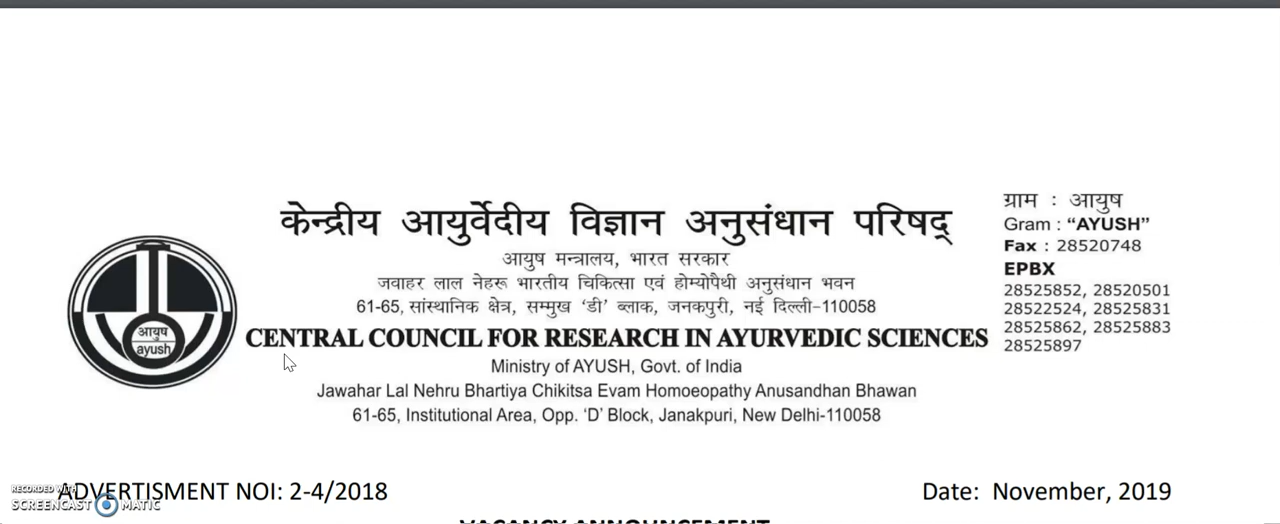 केन्द्रीय आयुर्वेदीय विज्ञान अनुसंधान परिषद्
आयुष मन्त्रालय, भारत सरकार
जवाहर लाल नेहरू भारतीय चिकित्सा एवं होम्योपैथी अनुसंधान भवन
61-65, सांस्थानिक क्षेत्र, सम्मुख ‘डी’ ब्लाक, जनकपुरी, नई दिल्ली–110058
CENTRAL COUNCIL FOR RESEARCH IN AYURVEDIC SCIENCES
Ministry of AYUSH, Govt. of India
Jawahar Lal Nehru Bhartiya Chikitsa Evam Homoeopathy Anusandhan Bhawan
61-65, Institutional Area, Opp. ‘D’ Block, Janakpuri, New Delhi-110058
ग्राम : आयुष
Gram : “AYUSH”
Fax : 28520748
EPBX
28525852, 28520501
28522524, 28525831
28525862, 28525883
28525897
आयुष
ayush
ADVERTISMENT NOI: 2-4/2018
Date: November, 2019
RECORDED WITH
SCREENCAST MATIC
VACANCY ANNOUNCEMENT